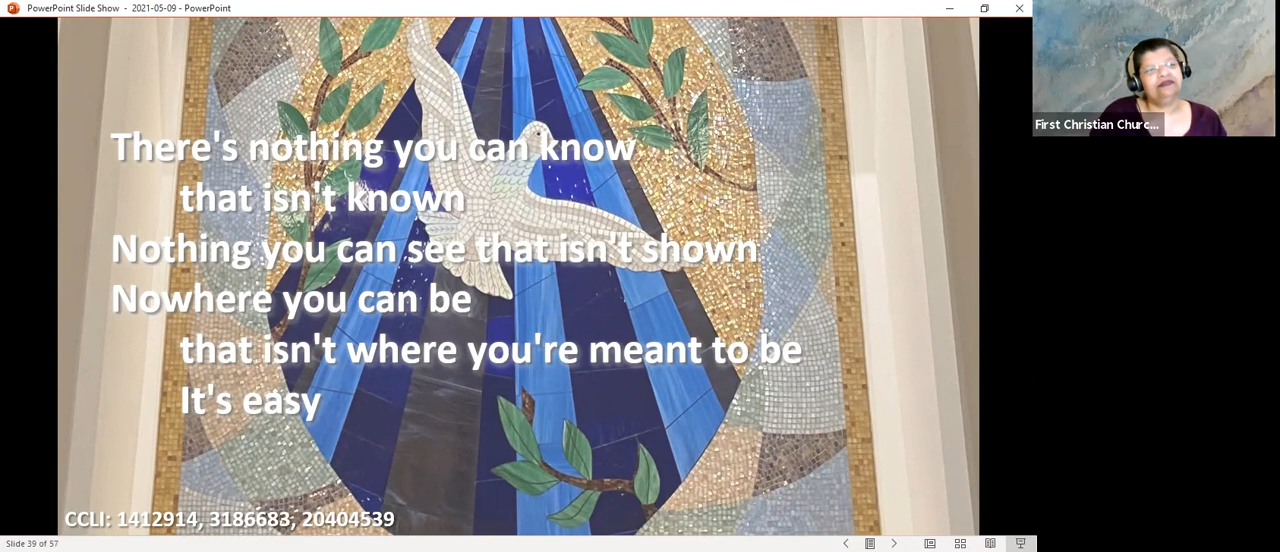 PowerPoint Slide Show - 2021-05-09 - PowerPoint
There's nothing you can know
that isn't known
Nothing you can see that isn't shown
Nowhere you can be
that isn't where you're meant to be
It's easy
CCLI: 1412914, 3186683, 20404539
First Christian Churc...
Slide 39 of 57